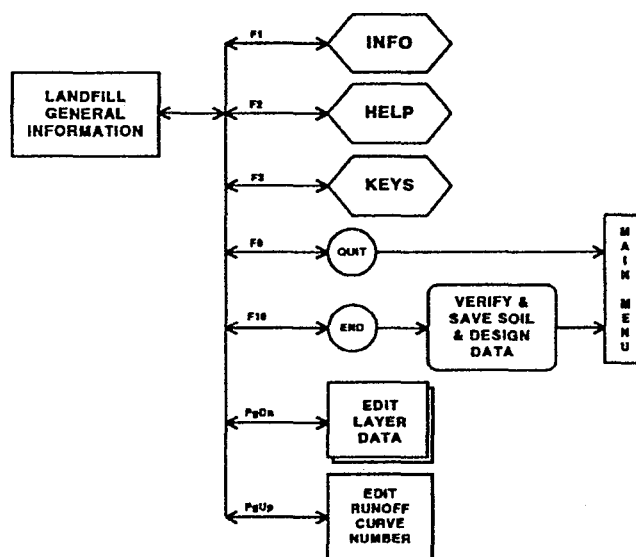 F1
INFO
LANDFILL
GENERAL
INFORMATION
F2
HELP
F3
KEYS
F9
QUIT
MAIN MENU
F10
END
VERIFY &
SAVE SOIL
& DESIGN
DATA
PgDn
EDIT
LAYER
DATA
PgUp
EDIT
RUNOFF
CURVE
NUMBER